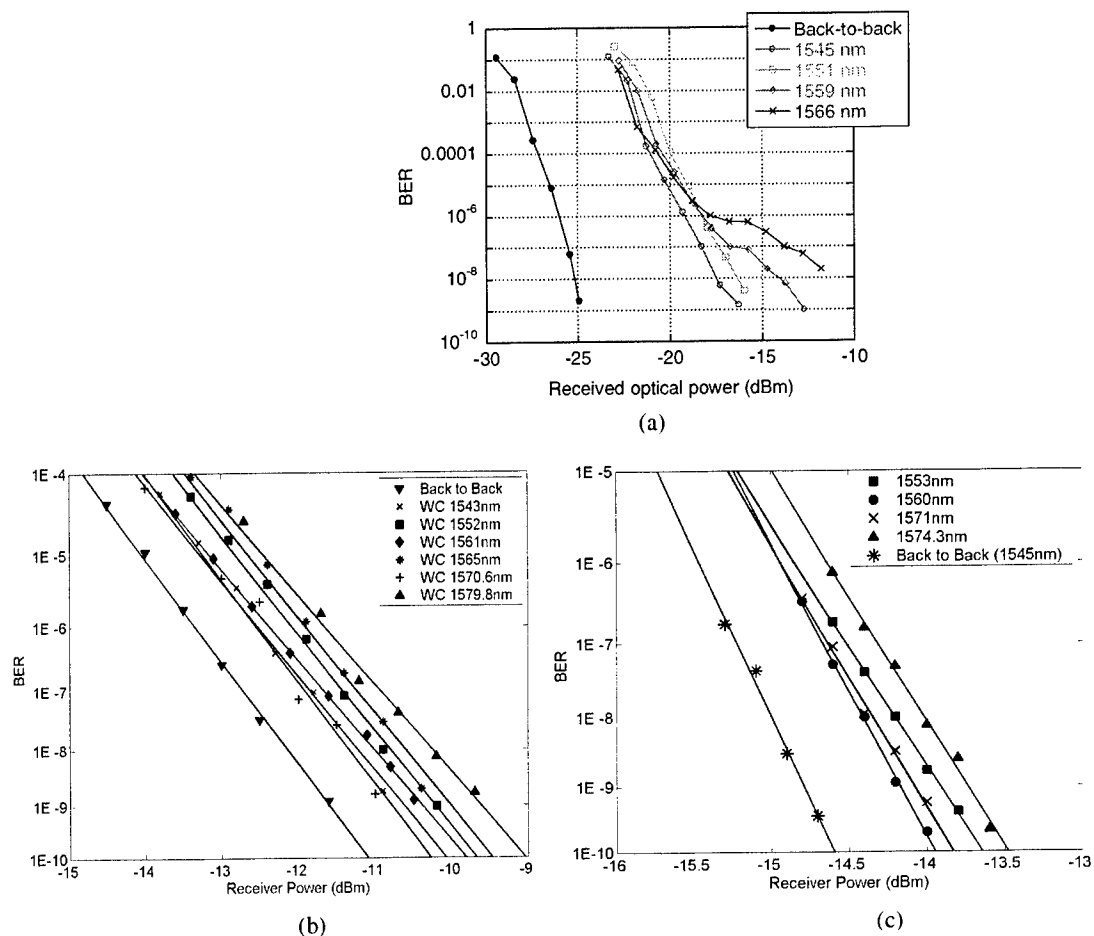 1
0.01
0.0001
10-6
10-8
10-10
BER
-30
-25
-20
-15
-10
Received optical power (dBm)
Back-to-back
1545 nm
1551 nm
1559 nm
1566 nm
(a)
1E -4
1E -5
1E -6
1E -7
1E -8
1E -9
1E -10
BER
-15
-14
-13
-12
-11
-10
-9
Receiver Power (dBm)
Back to Back
WC 1543nm
WC 1552nm
WC 1561nm
WC 1565nm
WC 1570.6nm
WC 1579.8nm
(b)
1E -5
1E -6
1E -7
1E -8
1E -9
1E -10
BER
-16
-15.5
-15
-14.5
-14
-13.5
-13
Receiver Power (dBm)
1553nm
1560nm
1571nm
1574.3nm
Back to Back (1545nm)
(c)